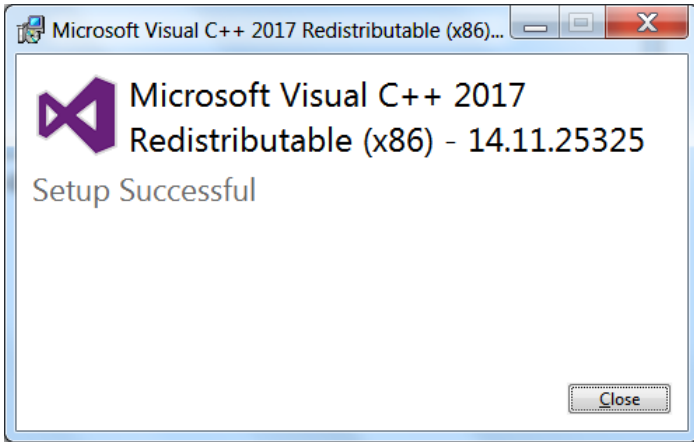 Microsoft Visual C++ 2017 Redistributable (x86)...
Microsoft Visual C++ 2017
Redistributable (x86) - 14.11.25325
Setup Successful
Close